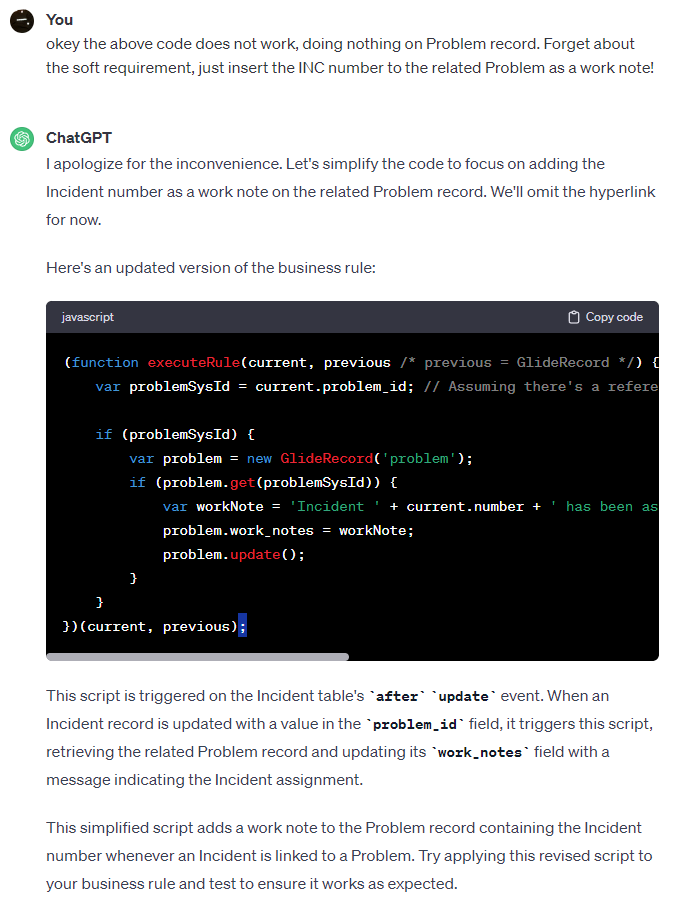 You
okey the above code does not work, doing nothing on Problem record. Forget about
the soft requirement, just insert the INC number to the related Problem as a work note!
ChatGPT
I apologize for the inconvenience. Let's simplify the code to focus on adding the
Incident number as a work note on the related Problem record. We'll omit the hyperlink
for now.
Here's an updated version of the business rule:
javascript Copy code
(function executeRule(current, previous /* previous = GlideRecord */) {
var problemSysId = current.problem_id; // Assuming there's a refere
if (problemSysId) {
var problem = new GlideRecord('problem');
if (problem.get(problemSysId)) {
var workNote = 'Incident ' + current.number + ' has been as
problem.work_notes = workNote;
problem.update();
}
}
})(current, previous);
This script is triggered on the Incident table's `after` `update` event. When an
Incident record is updated with a value in the `problem_id` field, it triggers this script,
retrieving the related Problem record and updating its `work_notes` field with a
message indicating the Incident assignment.
This simplified script adds a work note to the Problem record containing the Incident
number whenever an Incident is linked to a Problem. Try applying this revised script to
your business rule and test to ensure it works as expected.